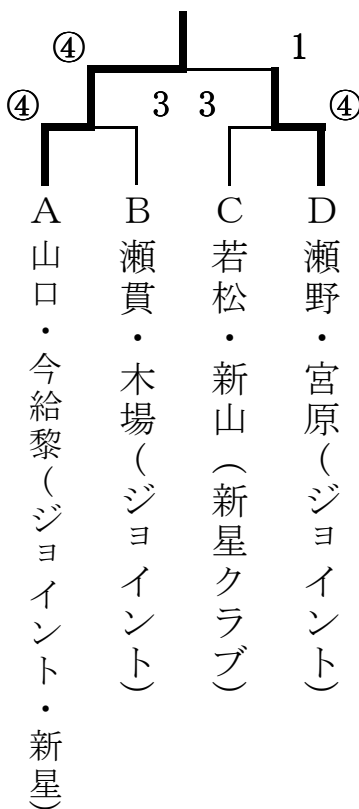 ④ 1
④ 3 3 ④
A B C D
山口・今給黎(ジョイント・新星)
瀬貫・木場(ジョイント)
若松・新山(新星クラブ)
瀬野・宮原(ジョイント)